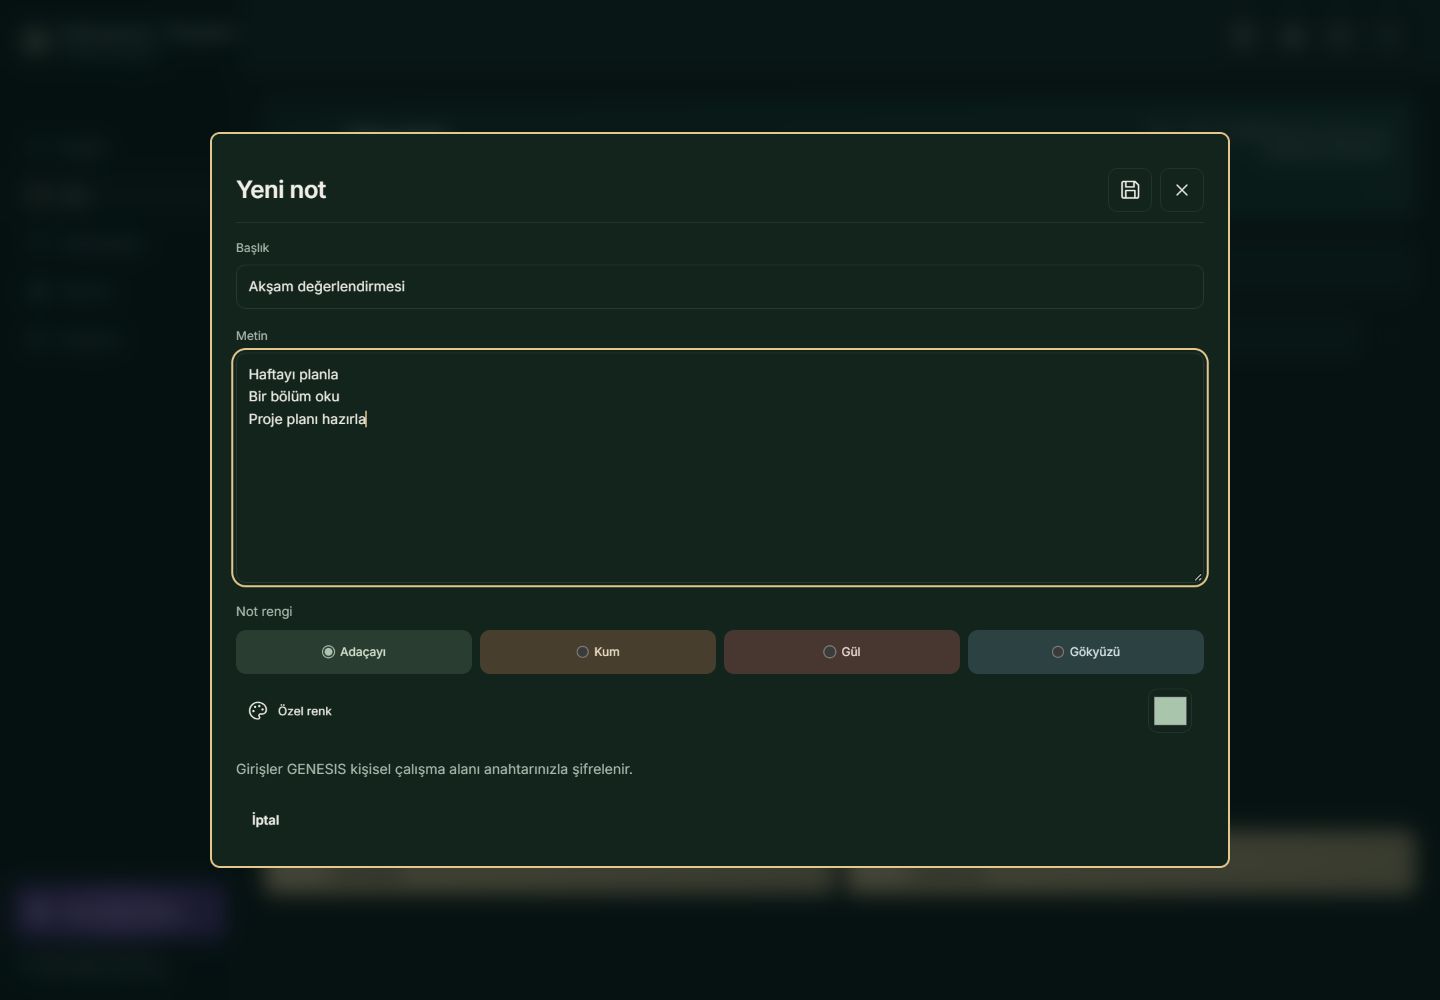 Yeni not
Başlık
Akşam değerlendirmesi
Metin
Haftayı planla
Bir bölüm oku
Proje planı hazırla
Not rengi
Adaçayı
Kum
Gül
Gökyüzü
Özel renk
Girişler GENESIS kişisel çalışma alanı anahtarınızla şifrelenir.
İptal